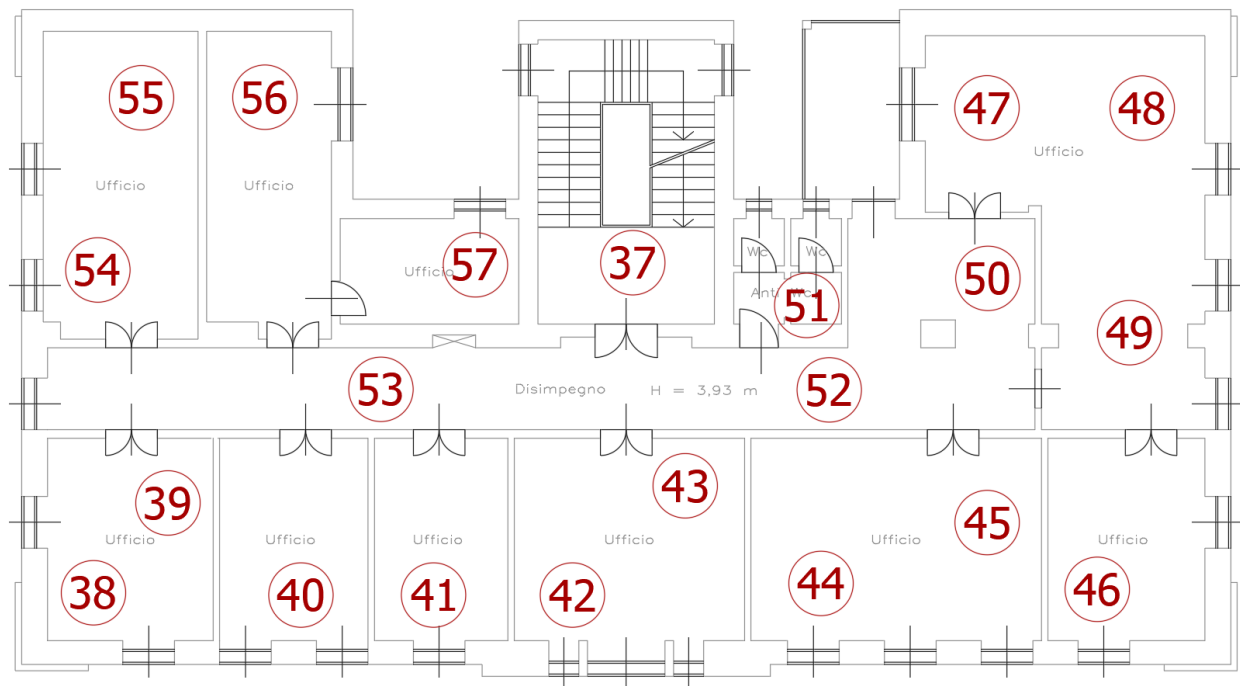 55
56
47
48
Ufficio
Ufficio
Ufficio
Wc
Wc
54
Ufficio
57
37
50
Anti Wc
51
49
53
Disimpegno
H = 3,93 m
52
39
43
45
Ufficio
Ufficio
Ufficio
Ufficio
Ufficio
Ufficio
38
40
41
42
44
46